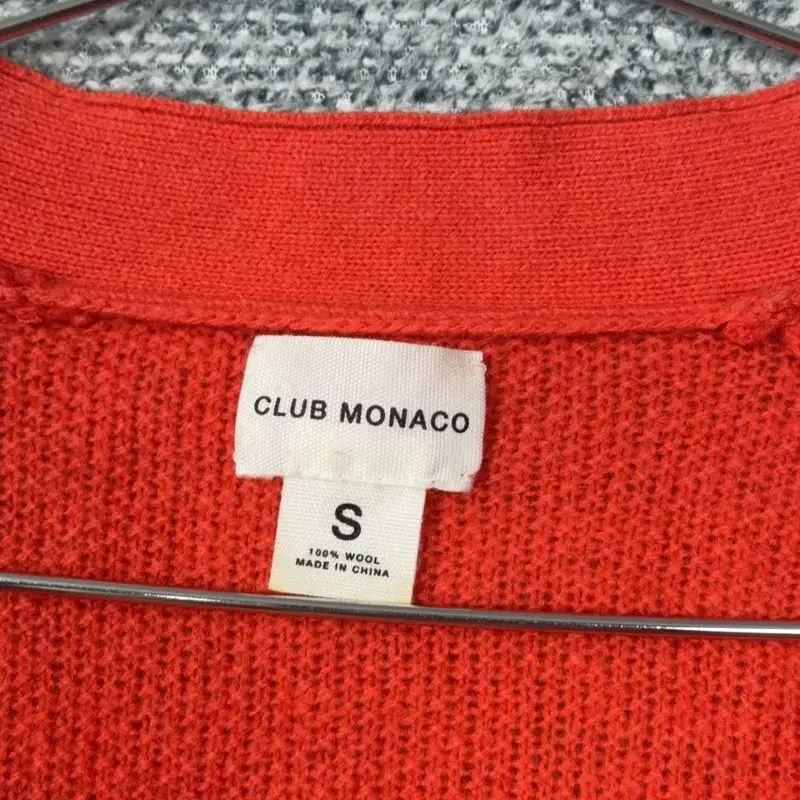 CLUB MONACO
S
100% WOOL
MADE IN CHINA